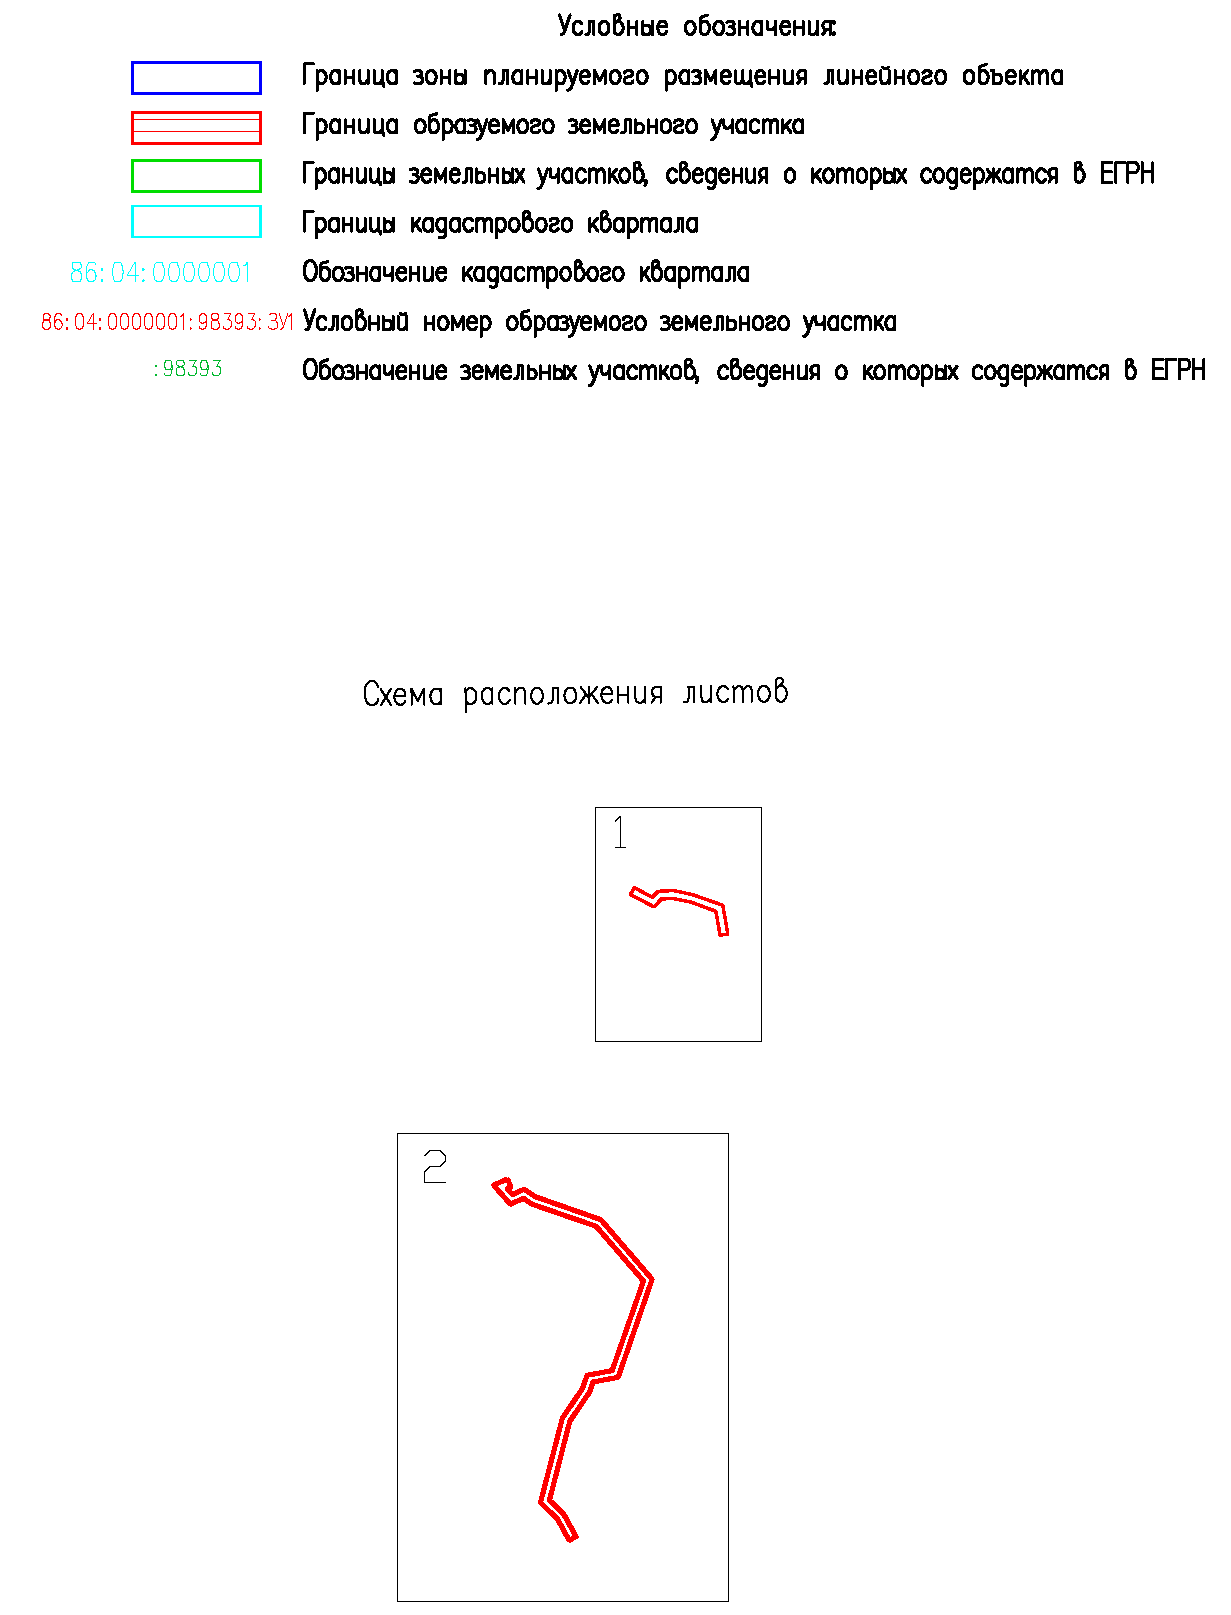 Условные обозначения:
Граница зоны планируемого размещения линейного объекта
Граница образуемого земельного участка
Границы земельных участков, сведения о которых содержатся в ЕГРН
Границы кадастрового квартала
86:04:0000001 Обозначение кадастрового квартала
86:04:0000001:98393:ЗУ1 Условный номер образуемого земельного участка
:98393 Обозначение земельных участков, сведения о которых содержатся в ЕГРН
Схема расположения листов
1
2